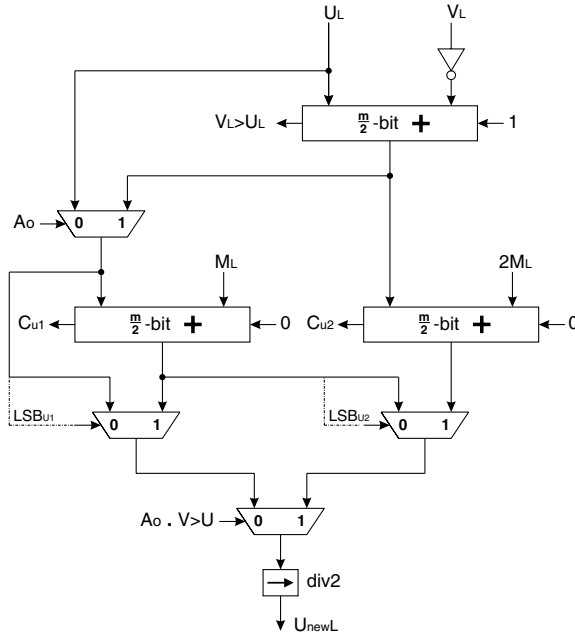 UL VL
VL>UL m/2 -bit + 1
Ao 0 1
ML 2ML
Cu1 m/2 -bit + 0 Cu2 m/2 -bit + 0
LSBU1 0 1 LSBU2 0 1
Ao . V>U 0 1
div2
UnewL